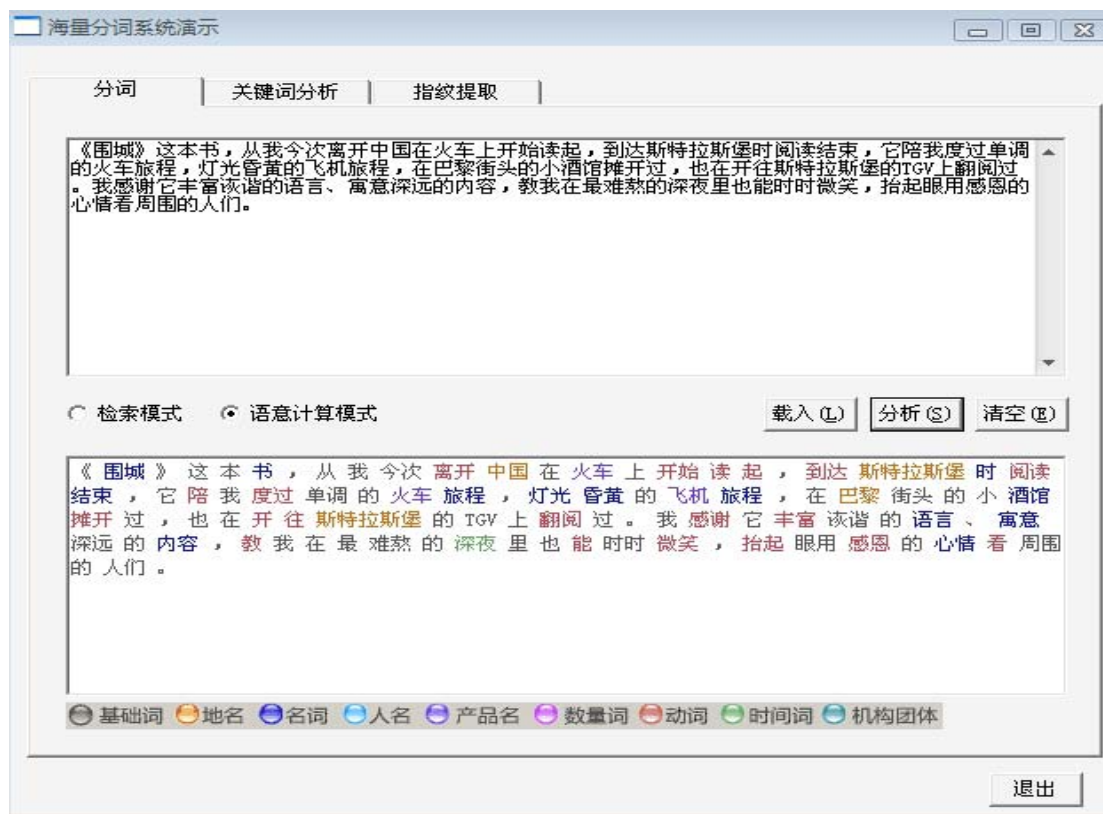 海量分词系统演示
分词 关键词分析 指纹提取
《围城》这本书，从我今次离开中国在火车上开始读起，到达斯特拉斯堡时阅读结束，它陪我度过单调
的火车旅程，灯光昏黄的飞机旅程，在巴黎街头的小酒馆摊开过，也在开往斯特拉斯堡的TGV上翻阅过
。我感谢它丰富诙谐的语言、寓意深远的内容，教我在最难熬的深夜里也能时时微笑，抬起眼用感恩的
心情看周围的人们。
检索模式 语意计算模式 载入(L) 分析(S) 清空(E)
《 围城 》 这 本 书 ， 从 我 今次 离开 中国 在 火车 上 开始 读 起 ， 到达 斯特拉斯堡 时 阅读
结束 ， 它 陪 我 度过 单调 的 火车 旅程 ， 灯光 昏黄 的 飞机 旅程 ， 在 巴黎 街头 的 小 酒馆
摊开 过 ， 也 在 开 往 斯特拉斯堡 的 TGV 上 翻阅 过 。 我 感谢 它 丰富 诙谐 的 语言 、 寓意
深远 的 内容 ， 教 我 在 最 难熬 的 深夜 里 也 能 时时 微笑 ， 抬起 眼用 感恩 的 心情 看 周围
的 人们 。
基础词 地名 名词 人名 产品名 数量词 动词 时间词 机构团体
退出